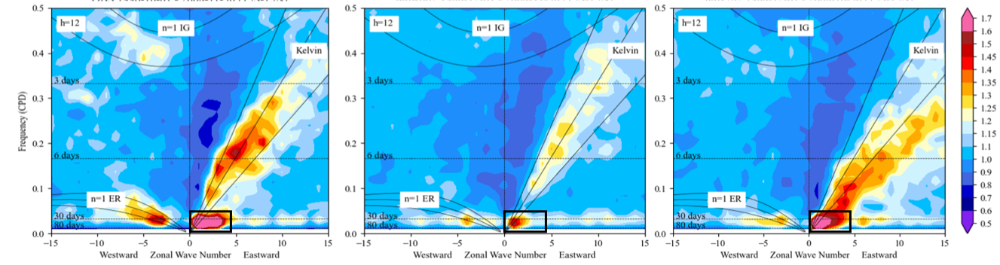 0.5
0.4
0.3
0.2
0.1
0.0
Frequency (CPD)
h=12
n=1 IG
Kelvin
3 days
6 days
n=1 ER
30 days
80 days
−15 −10 −5 0 5 10 15
Westward Zonal Wave Number Eastward
0.5
0.4
0.3
0.2
0.1
0.0
h=12
n=1 IG
Kelvin
3 days
6 days
n=1 ER
30 days
80 days
−15 −10 −5 0 5 10 15
Westward Zonal Wave Number Eastward
0.5
0.4
0.3
0.2
0.1
0.0
h=12
n=1 IG
Kelvin
3 days
6 days
n=1 ER
30 days
80 days
−15 −10 −5 0 5 10 15
Westward Zonal Wave Number Eastward
1.7
1.6
1.5
1.45
1.4
1.35
1.3
1.25
1.2
1.15
1.1
1.0
0.9
0.8
0.7
0.6
0.5